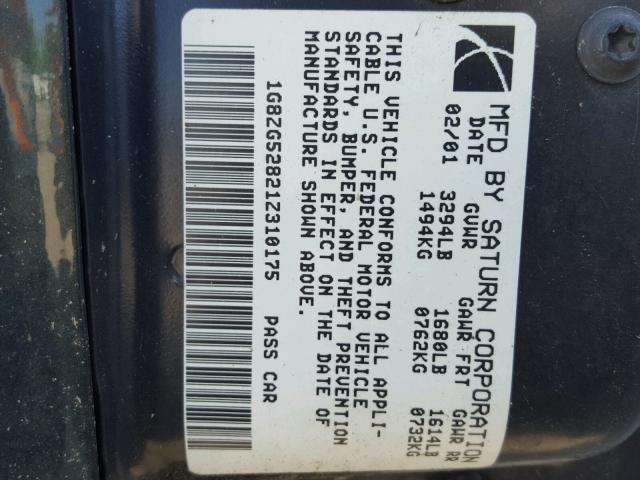 MFD BY SATURN CORPORATION
DATE GVWR GAWR FRT GAWR RR
02/01 3294LB 1680LB 1614LB
1494KG 0762KG 0732KG
THIS VEHICLE CONFORMS TO ALL APPLI-
CABLE U.S. FEDERAL MOTOR VEHICLE
SAFETY, BUMPER, AND THEFT PREVENTION
STANDARDS IN EFFECT ON THE DATE OF
MANUFACTURE SHOWN ABOVE.
1G8ZG52821Z310175 PASS CAR